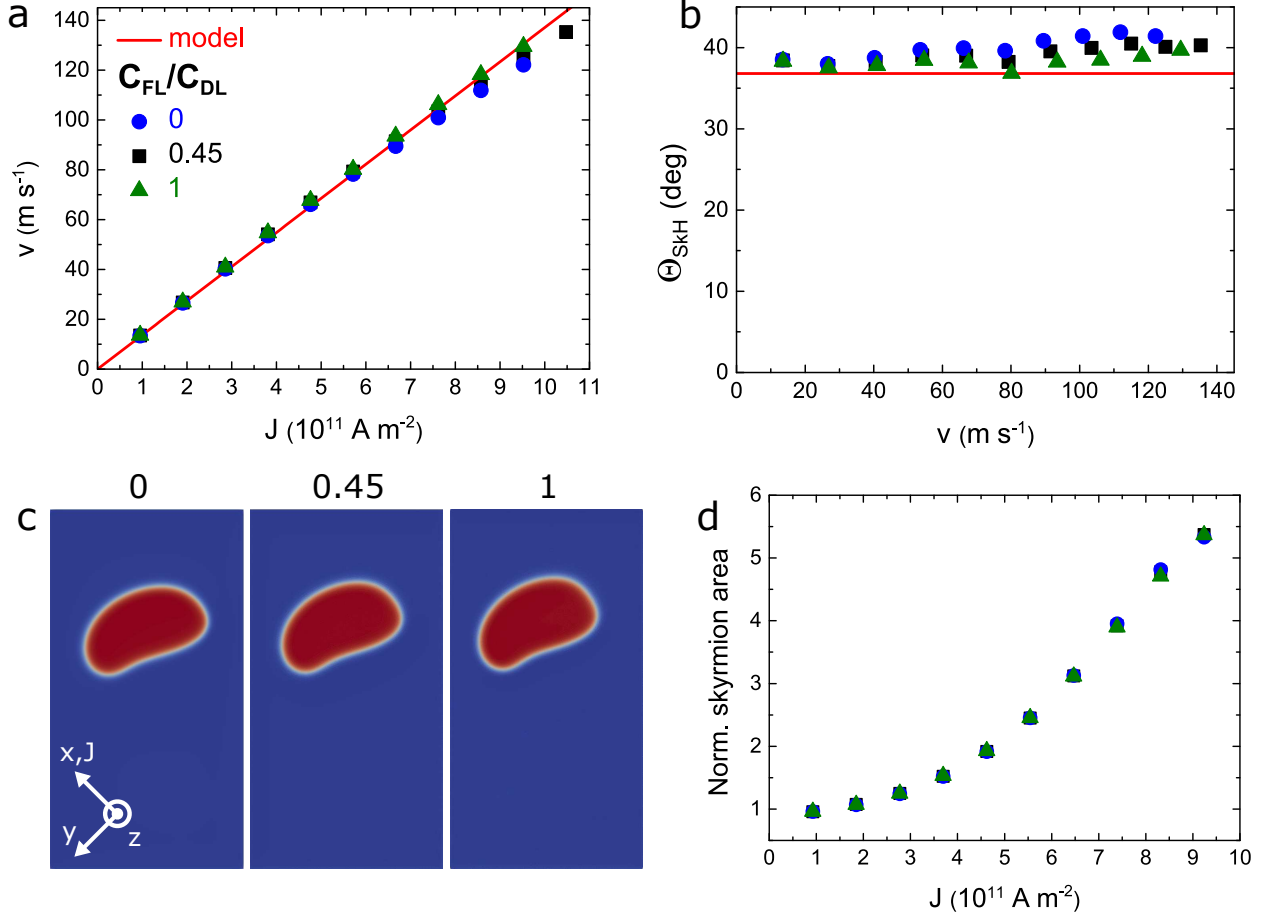 a
140
120
100
80
60
40
20
0
v (m s⁻¹)
model
C_FL/C_DL
0
0.45
1
0 1 2 3 4 5 6 7 8 9 10 11
J (10¹¹ A m⁻²)
b
40
30
20
10
0
Θ_SkH (deg)
0 20 40 60 80 100 120 140
v (m s⁻¹)
c
0 0.45 1
x,J
y z
d
6
5
4
3
2
1
Norm. skyrmion area
0 1 2 3 4 5 6 7 8 9 10
J (10¹¹ A m⁻²)